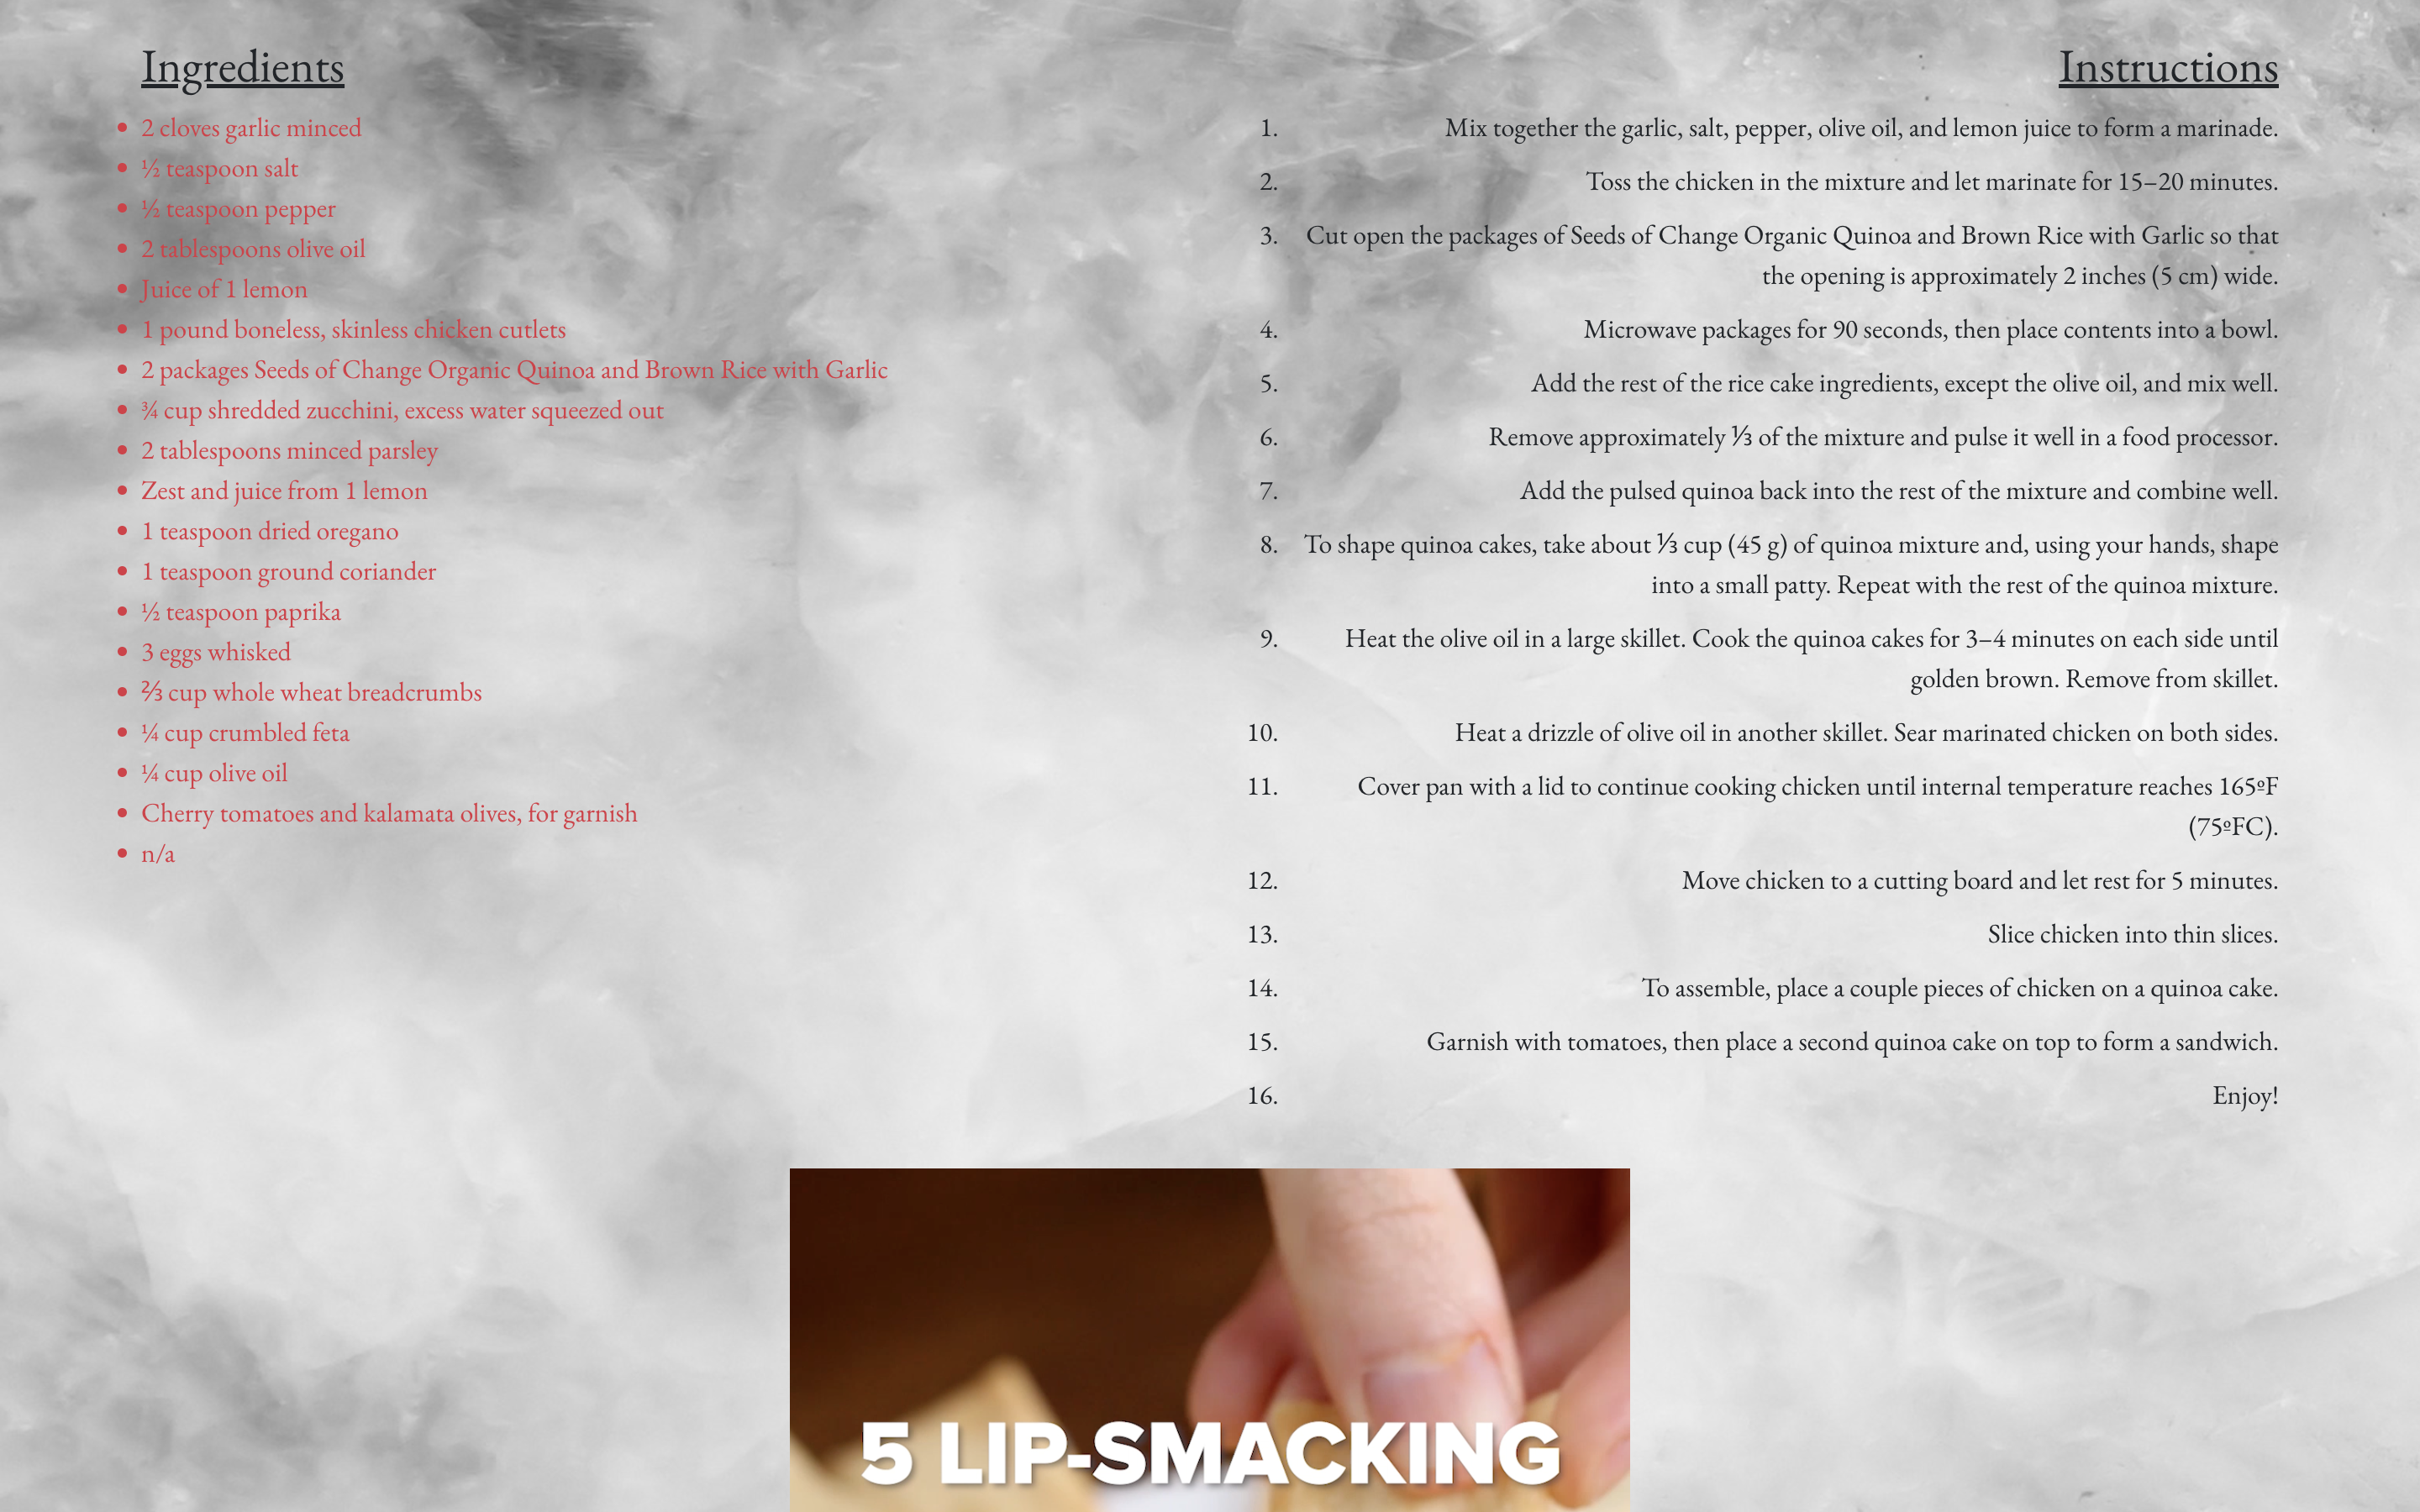 Ingredients
2 cloves garlic minced
½ teaspoon salt
½ teaspoon pepper
2 tablespoons olive oil
Juice of 1 lemon
1 pound boneless, skinless chicken cutlets
2 packages Seeds of Change Organic Quinoa and Brown Rice with Garlic
¾ cup shredded zucchini, excess water squeezed out
2 tablespoons minced parsley
Zest and juice from 1 lemon
1 teaspoon dried oregano
1 teaspoon ground coriander
½ teaspoon paprika
3 eggs whisked
⅔ cup whole wheat breadcrumbs
¼ cup crumbled feta
¼ cup olive oil
Cherry tomatoes and kalamata olives, for garnish
n/a
Instructions
1. Mix together the garlic, salt, pepper, olive oil, and lemon juice to form a marinade.
2. Toss the chicken in the mixture and let marinate for 15–20 minutes.
3. Cut open the packages of Seeds of Change Organic Quinoa and Brown Rice with Garlic so that
the opening is approximately 2 inches (5 cm) wide.
4. Microwave packages for 90 seconds, then place contents into a bowl.
5. Add the rest of the rice cake ingredients, except the olive oil, and mix well.
6. Remove approximately ⅓ of the mixture and pulse it well in a food processor.
7. Add the pulsed quinoa back into the rest of the mixture and combine well.
8. To shape quinoa cakes, take about ⅓ cup (45 g) of quinoa mixture and, using your hands, shape
into a small patty. Repeat with the rest of the quinoa mixture.
9. Heat the olive oil in a large skillet. Cook the quinoa cakes for 3–4 minutes on each side until
golden brown. Remove from skillet.
10. Heat a drizzle of olive oil in another skillet. Sear marinated chicken on both sides.
11. Cover pan with a lid to continue cooking chicken until internal temperature reaches 165ºF
(75ºFC).
12. Move chicken to a cutting board and let rest for 5 minutes.
13. Slice chicken into thin slices.
14. To assemble, place a couple pieces of chicken on a quinoa cake.
15. Garnish with tomatoes, then place a second quinoa cake on top to form a sandwich.
16. Enjoy!
5 LIP-SMACKING